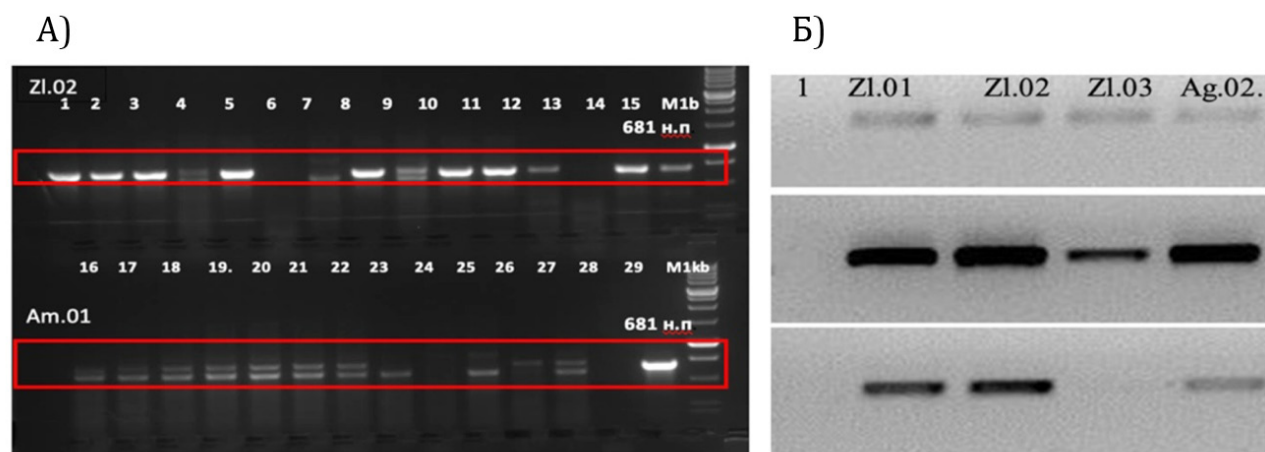 А)
Б)
Zl.02
1 2 3 4 5 6 7 8 9 10 11 12 13 14 15 M1b
681 н.п
16 17 18 19. 20 21 22 23 24 25 26 27 28 29 M1kb
Am.01
681 н.п
1 Zl.01 Zl.02 Zl.03 Ag.02.